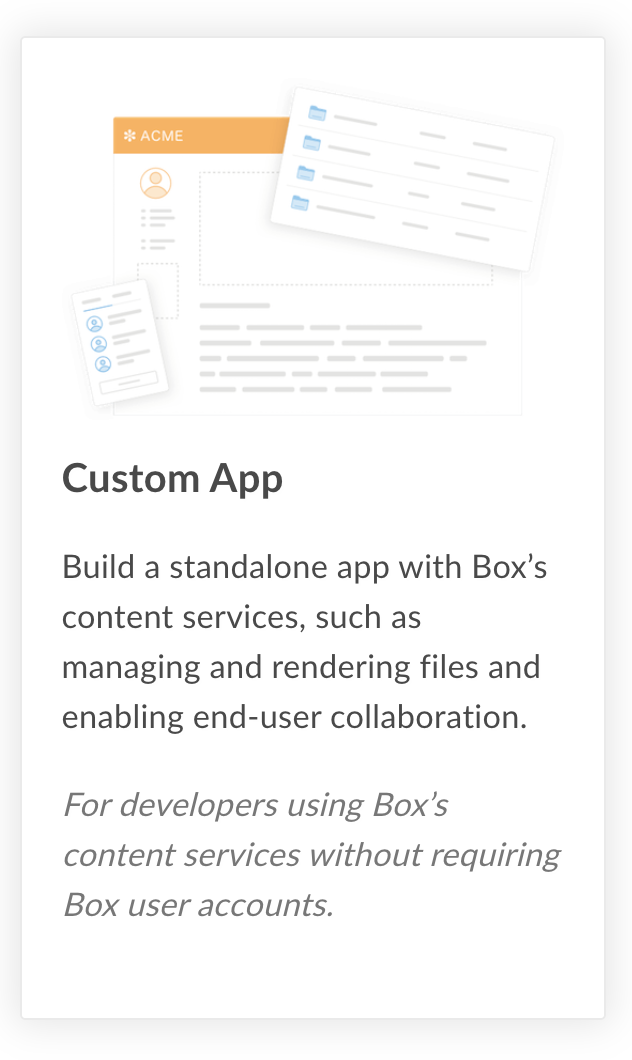 ✽ ACME
Custom App
Build a standalone app with Box’s
content services, such as
managing and rendering files and
enabling end-user collaboration.
For developers using Box’s
content services without requiring
Box user accounts.